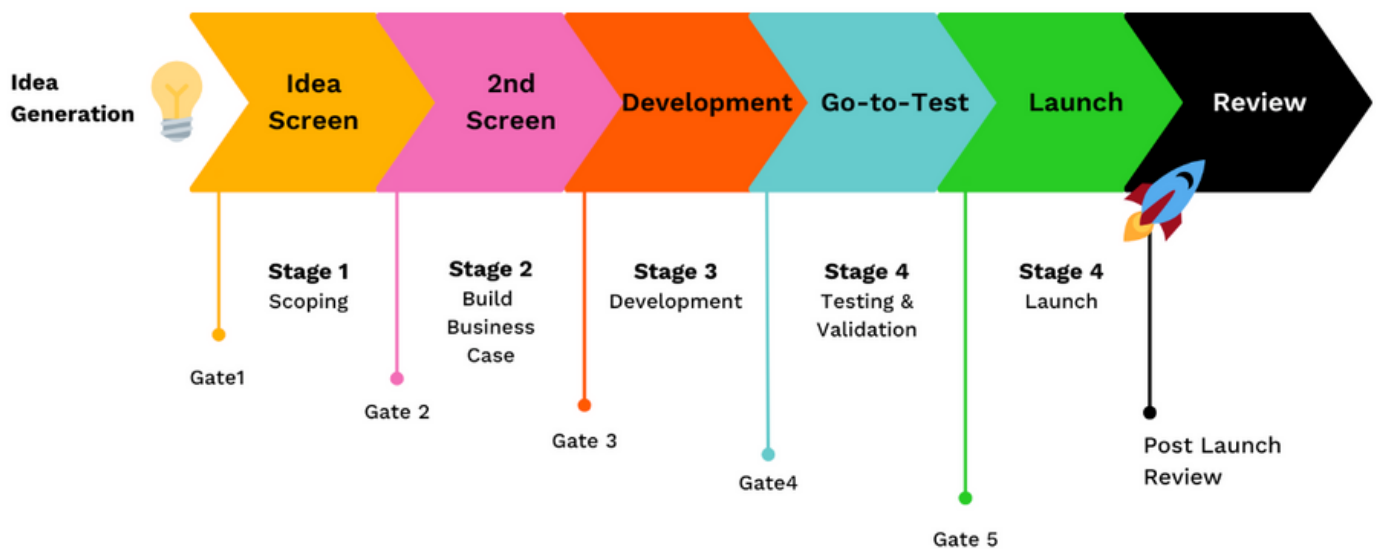 Idea
Generation
Idea
Screen
2nd
Screen
Development
Go-to-Test
Launch
Review
Stage 1
Scoping
Stage 2
Build
Business
Case
Stage 3
Development
Stage 4
Testing &
Validation
Stage 4
Launch
Gate1
Gate 2
Gate 3
Gate4
Gate 5
Post Launch
Review